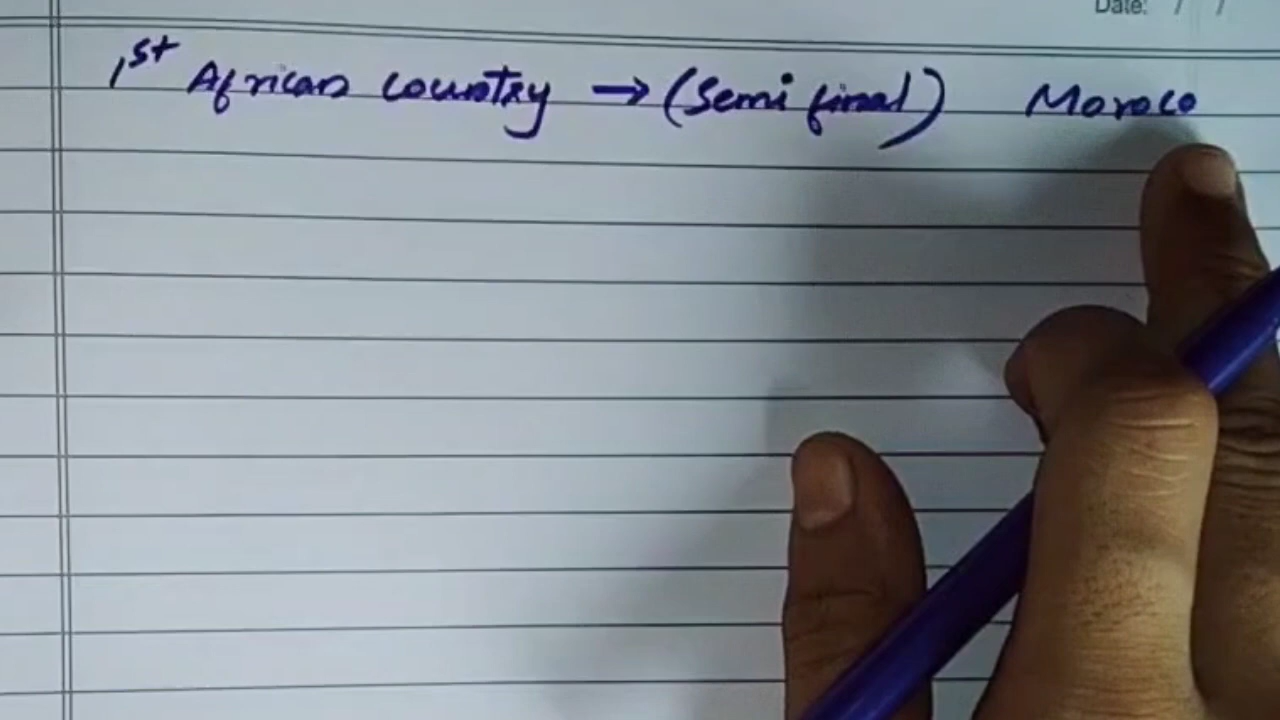 Date: / /
1st African country → (Semi final) Moroco